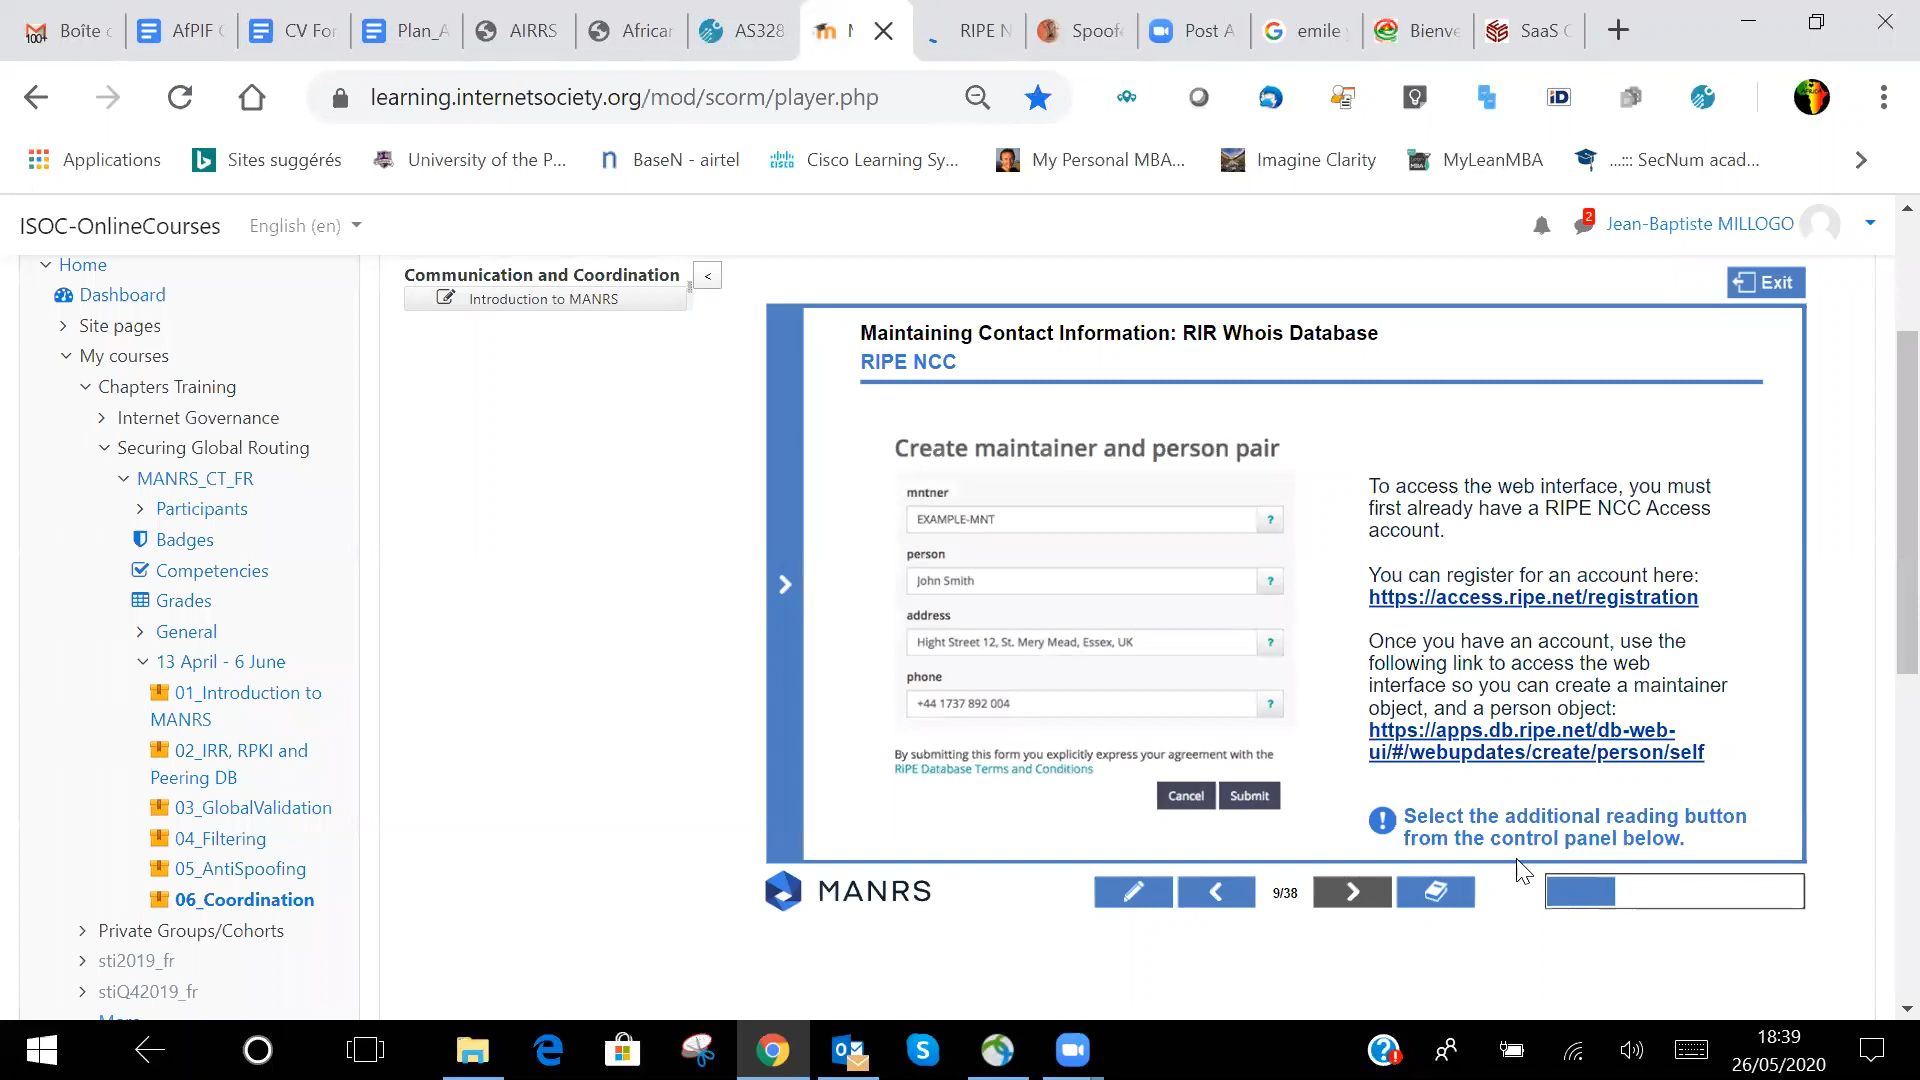 Boîte
AfPIF
CV For
Plan_A
AIRRS
African
AS328
RIPE N
Spoof
Post A
emile
Bienve
SaaS
learning.internetsociety.org/mod/scorm/player.php
Applications
Sites suggérés
University of the P...
BaseN - airtel
Cisco Learning Sy...
My Personal MBA...
Imagine Clarity
MyLeanMBA
...::: SecNum acad...
ISOC-OnlineCourses
English (en)
2
Jean-Baptiste MILLOGO
Home
Dashboard
Site pages
My courses
Chapters Training
Internet Governance
Securing Global Routing
MANRS_CT_FR
Participants
Badges
Competencies
Grades
General
13 April - 6 June
01_Introduction to
MANRS
02_IRR, RPKI and
Peering DB
03_GlobalValidation
04_Filtering
05_AntiSpoofing
06_Coordination
Private Groups/Cohorts
sti2019_fr
stiQ42019_fr
Communication and Coordination
<
Introduction to MANRS
Exit
Maintaining Contact Information: RIR Whois Database
RIPE NCC
Create maintainer and person pair
mntner
EXAMPLE-MNT
?
person
John Smith
?
address
Hight Street 12, St. Mery Mead, Essex, UK
?
phone
+44 1737 892 004
?
By submitting this form you explicitly express your agreement with the
RIPE Database Terms and Conditions
Cancel
Submit
To access the web interface, you must
first already have a RIPE NCC Access
account.
You can register for an account here:
https://access.ripe.net/registration
Once you have an account, use the
following link to access the web
interface so you can create a maintainer
object, and a person object:
https://apps.db.ripe.net/db-web-
ui/#/webupdates/create/person/self
Select the additional reading button
from the control panel below.
MANRS
9/38
18:39
26/05/2020